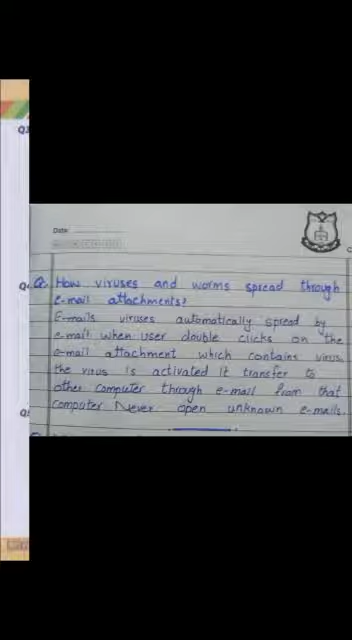 Date:
Q. How viruses and worms spread through
e-mail attachments?
E-mails viruses automatically spread by
e-mail when user double clicks on the
e-mail attachment which contains virus.
the virus is activated it transfer to
other computer through e-mail from that
computer. Never open unknown e-mails.